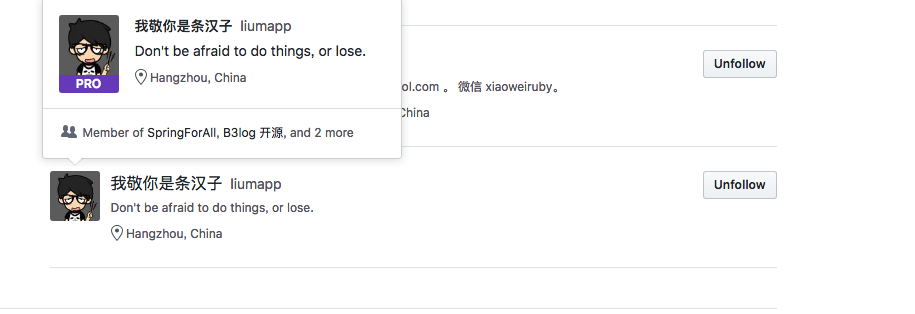 我敬你是条汉子 liumapp
Don't be afraid to do things, or lose.
Hangzhou, China
PRO
Member of SpringForAll, B3log 开源, and 2 more
Unfollow
ol.com 。 微信 xiaoweiruby。
China
我敬你是条汉子 liumapp
Unfollow
Don't be afraid to do things, or lose.
Hangzhou, China